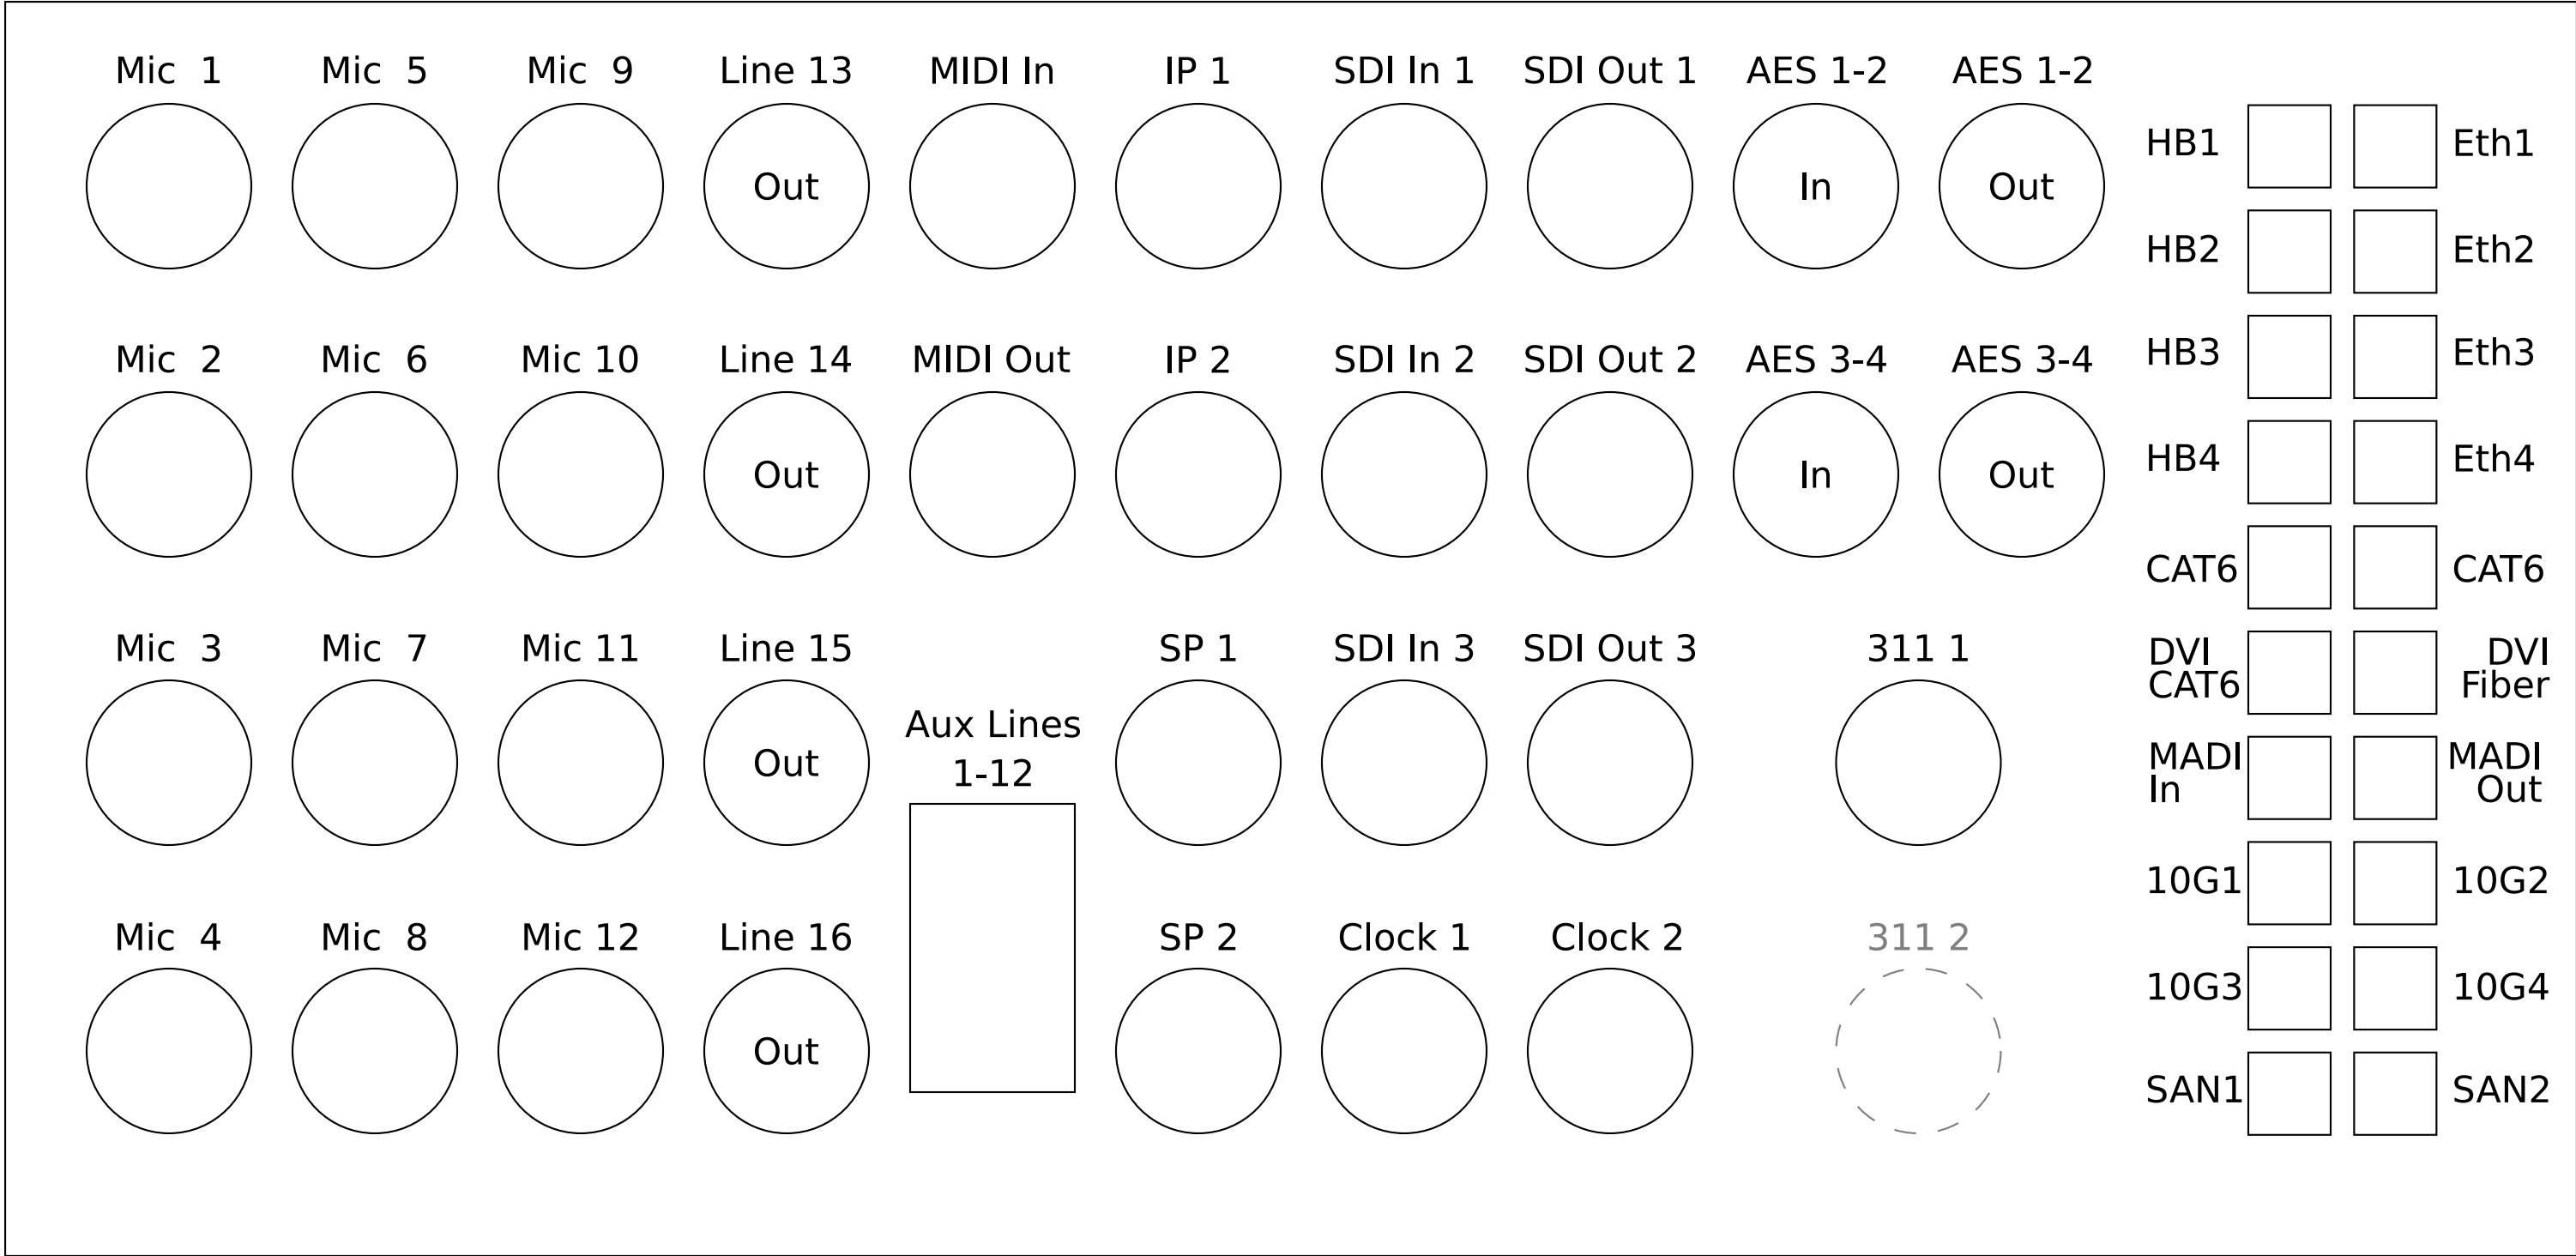 Mic  1 Mic  5 Mic  9 Line 13 MIDI In IP 1 SDI In 1 SDI Out 1 AES 1-2 AES 1-2
HB1 Eth1
Out In Out
HB2 Eth2
Mic  2 Mic  6 Mic 10 Line 14 MIDI Out IP 2 SDI In 2 SDI Out 2 AES 3-4 AES 3-4
HB3 Eth3
HB4 Eth4
Out In Out
CAT6 CAT6
Mic  3 Mic  7 Mic 11 Line 15 SP 1 SDI In 3 SDI Out 3 311 1
DVI DVI
CAT6 Fiber
Aux Lines
1-12
MADI MADI
In Out
Out
10G1 10G2
Mic  4 Mic  8 Mic 12 Line 16 SP 2 Clock 1 Clock 2 311 2
10G3 10G4
Out
SAN1 SAN2